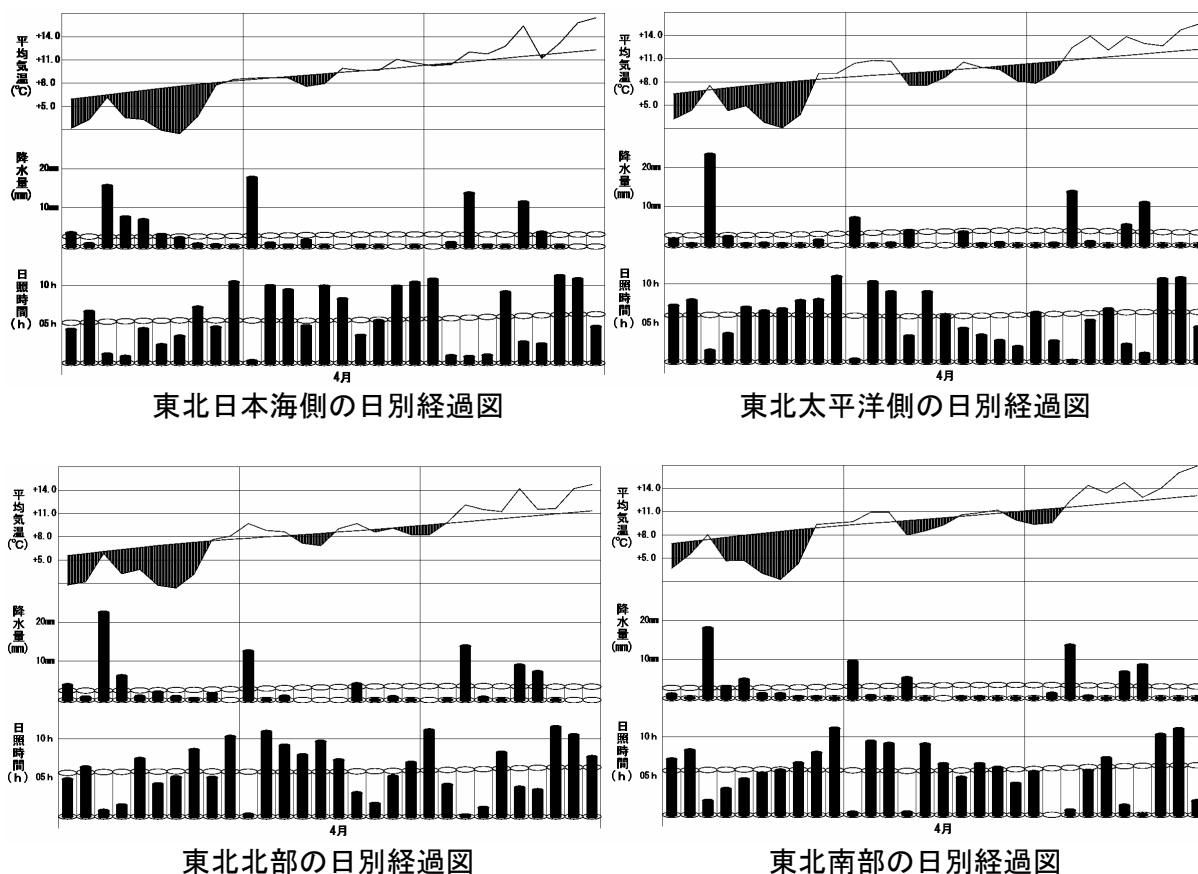 平均気温(℃)
+14.0
+11.0
+8.0
+5.0
降水量(mm)
20mm
10mm
日照時間(h)
10h
05h
4月
東北日本海側の日別経過図
平均気温(℃)
+14.0
+11.0
+8.0
+5.0
降水量(mm)
20mm
10mm
日照時間(h)
10h
05h
4月
東北太平洋側の日別経過図
平均気温(℃)
+14.0
+11.0
+8.0
+5.0
降水量(mm)
20mm
10mm
日照時間(h)
10h
05h
4月
東北北部の日別経過図
平均気温(℃)
+14.0
+11.0
+8.0
+5.0
降水量(mm)
20mm
10mm
日照時間(h)
10h
05h
4月
東北南部の日別経過図